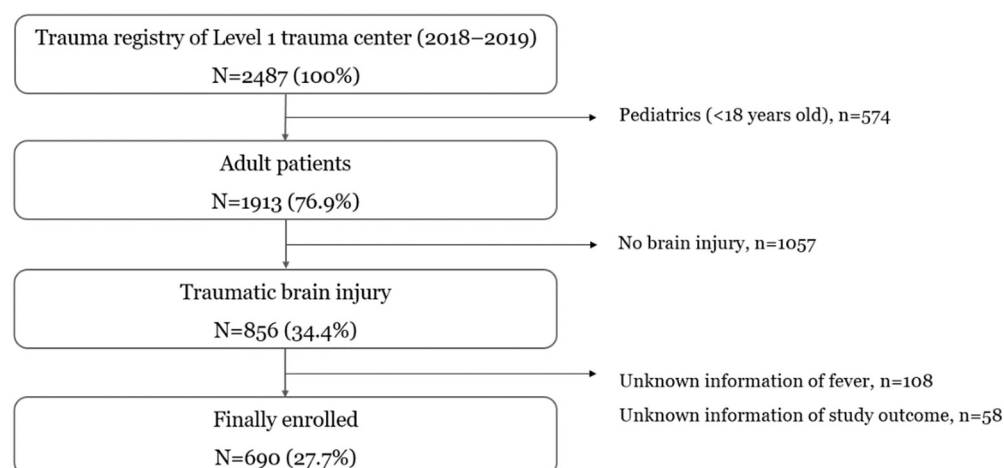 Trauma registry of Level 1 trauma center (2018–2019)
N=2487 (100%)
Pediatrics (<18 years old), n=574
Adult patients
N=1913 (76.9%)
No brain injury, n=1057
Traumatic brain injury
N=856 (34.4%)
Unknown information of fever, n=108
Unknown information of study outcome, n=58
Finally enrolled
N=690 (27.7%)